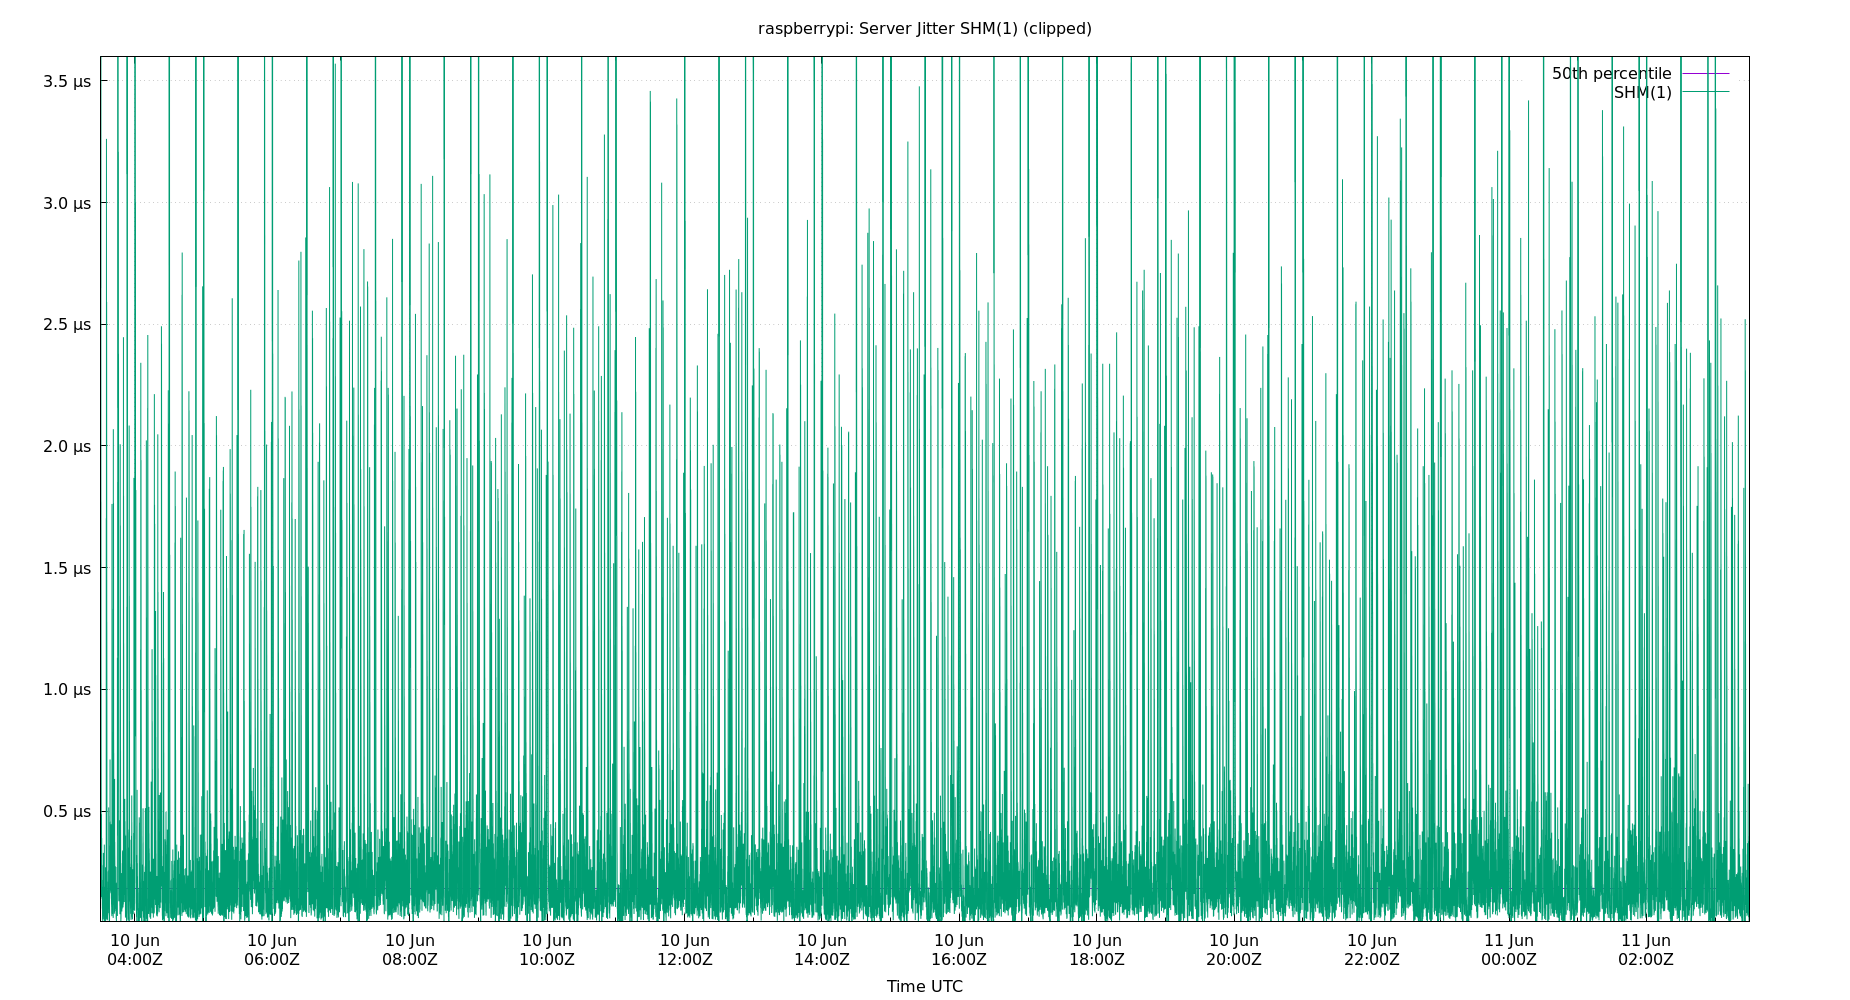 raspberrypi: Server Jitter SHM(1) (clipped)
50th percentile
SHM(1)
3.5 µs
3.0 µs
2.5 µs
2.0 µs
1.5 µs
1.0 µs
0.5 µs
10 Jun 10 Jun 10 Jun 10 Jun 10 Jun 10 Jun 10 Jun 10 Jun 10 Jun 10 Jun 11 Jun 11 Jun
04:00Z 06:00Z 08:00Z 10:00Z 12:00Z 14:00Z 16:00Z 18:00Z 20:00Z 22:00Z 00:00Z 02:00Z
Time UTC